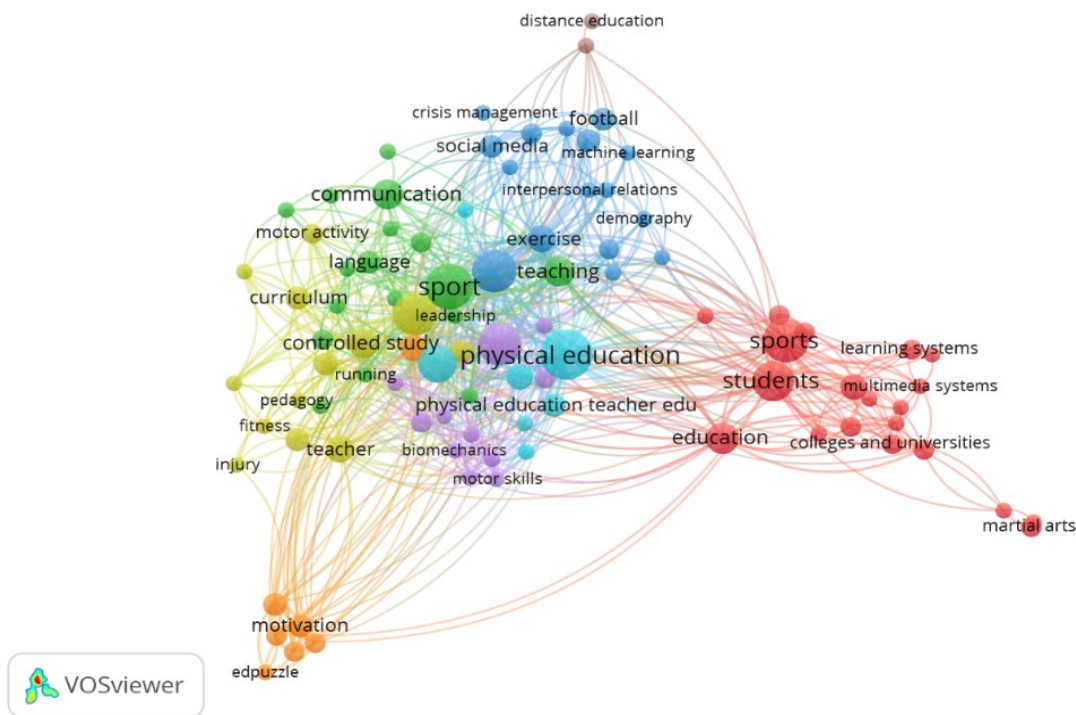 distance education
crisis management
football
social media
machine learning
communication
interpersonal relations
demography
motor activity
exercise
language
teaching
sport
curriculum
leadership
controlled study
sports
physical education
learning systems
running
students
multimedia systems
pedagogy
physical education teacher edu
fitness
education
colleges and universities
teacher
biomechanics
injury
motor skills
martial arts
motivation
edpuzzle
VOSviewer